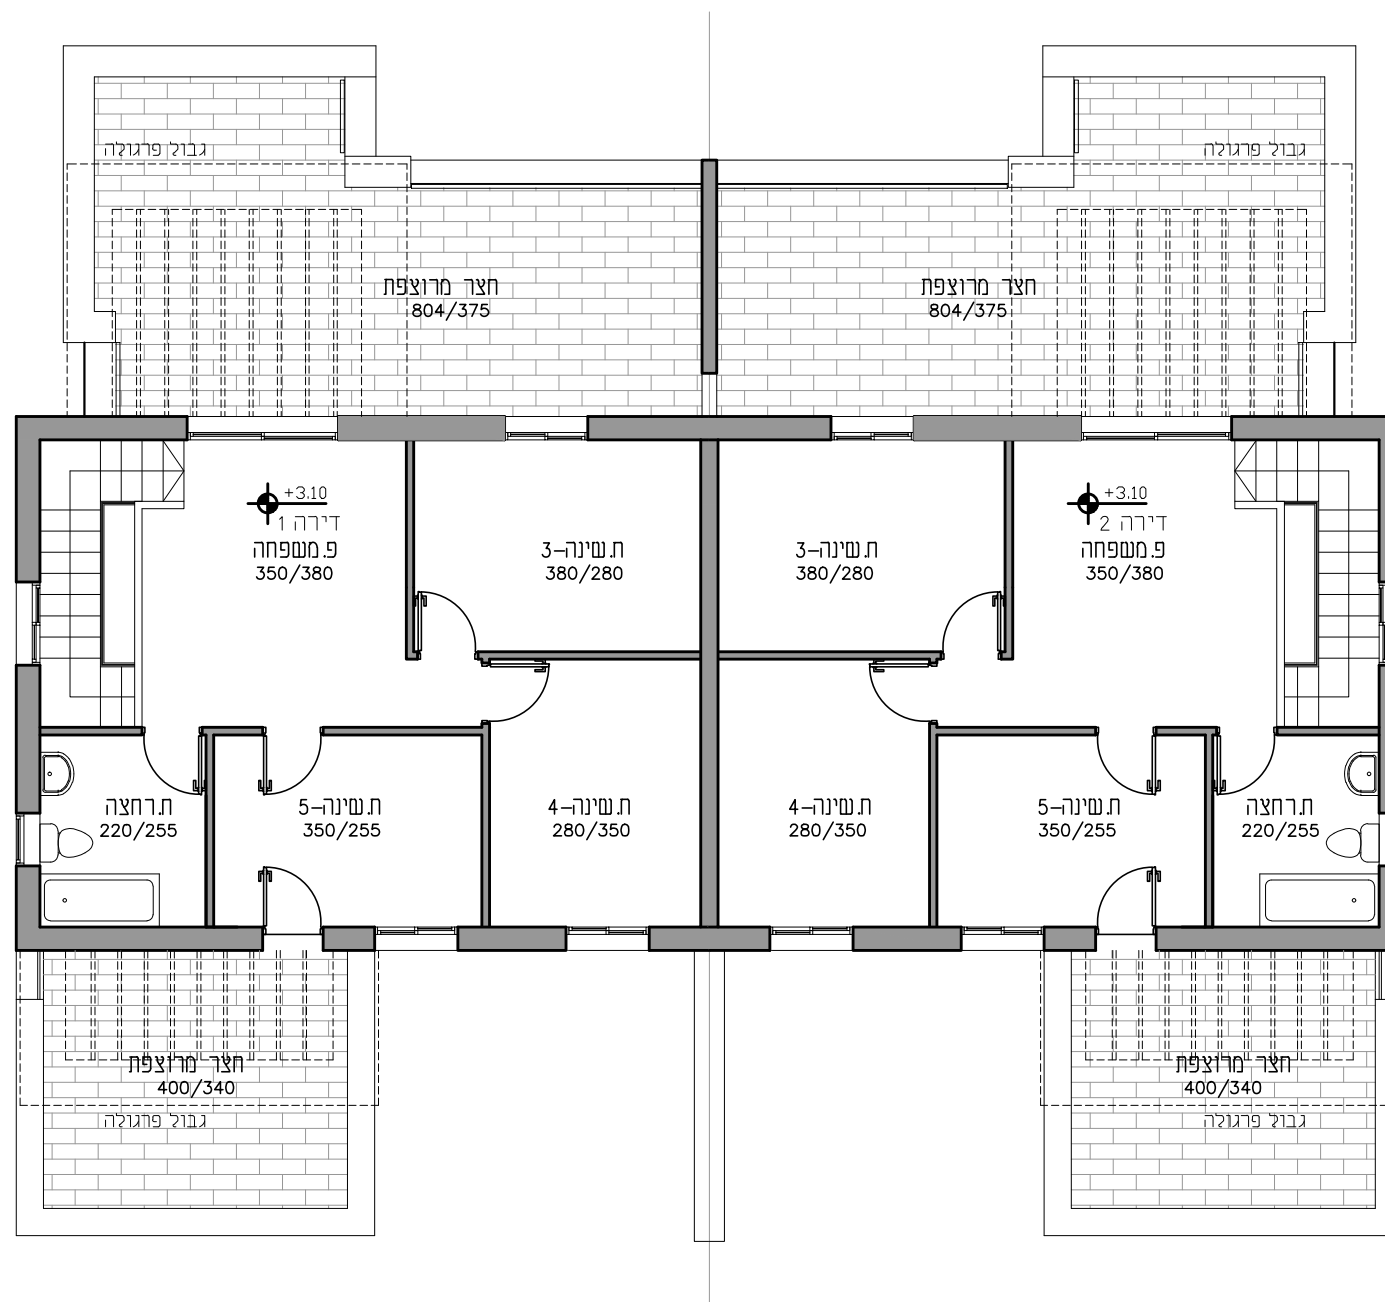 גבול פרגולה
גבול פרגולה
חצר מרוצפת
804/375
חצר מרוצפת
804/375
+3.10
דירה 1
פ.משפחה
350/380
ח.שינה-3
380/280
ח.שינה-3
380/280
+3.10
דירה 2
פ.משפחה
350/380
ח.רחצה
220/255
ח.שינה-5
350/255
ח.שינה-4
280/350
ח.שינה-4
280/350
ח.שינה-5
350/255
ח.רחצה
220/255
חצר מרוצפת
400/340
גבול פרגולה
חצר מרוצפת
400/340
גבול פרגולה